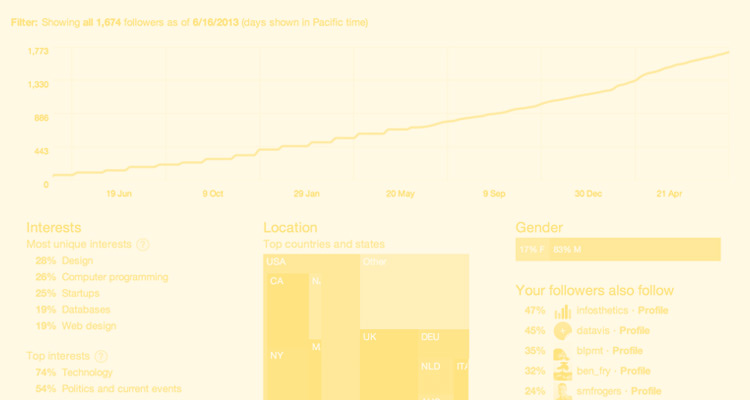 Filter: Showing all 1,674 followers as of 6/16/2013 (days shown in Pacific time)
1,773
1,330
886
443
0
19 Jun 9 Oct 29 Jan 20 May 9 Sep 30 Dec 21 Apr
Interests
Most unique interests ?
28% Design
26% Computer programming
25% Startups
19% Databases
19% Web design
Top interests ?
74% Technology
54% Politics and current events
Location
Top countries and states
USA Other
CA N
UK DEU
M
NY NLD ITA
Gender
17% F 83% M
Your followers also follow
47% infosthetics · Profile
45% datavis · Profile
35% blprnt · Profile
32% ben_fry · Profile
24% smfrogers · Profile